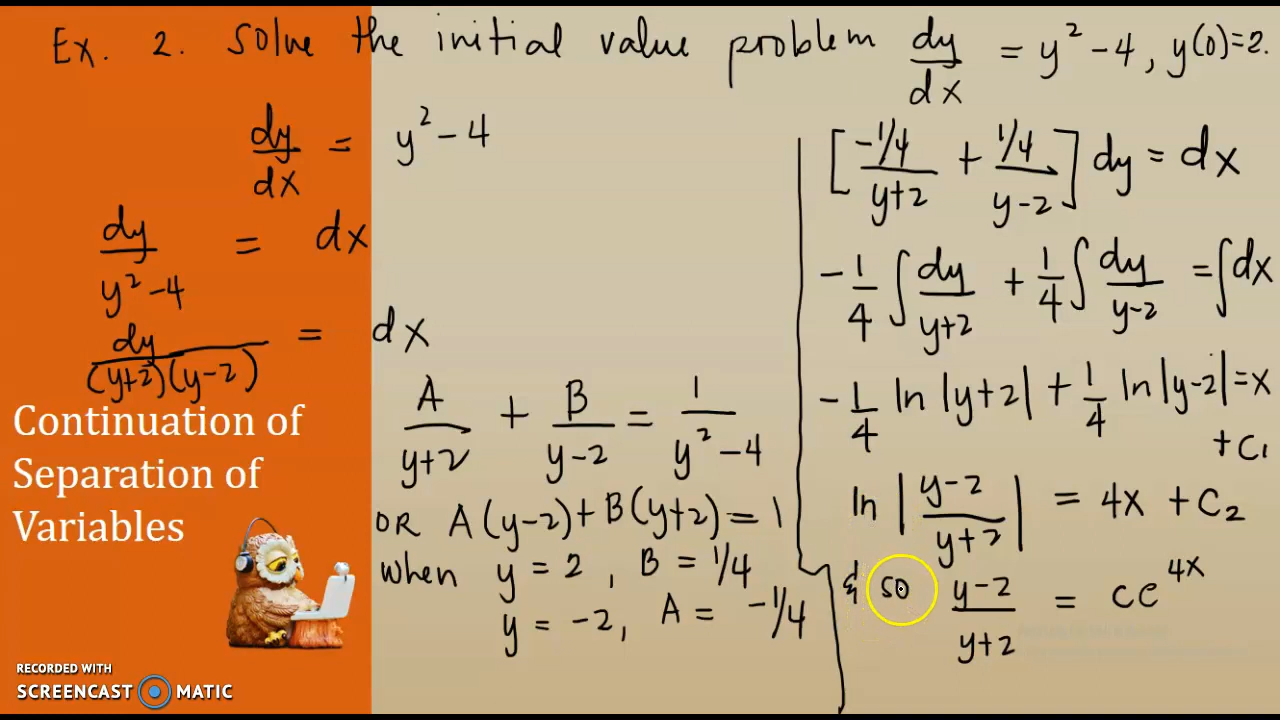 Ex. 2. Solve the initial value problem dy/dx = y² - 4, y(0)=2.
dy/dx = y² - 4
dy/(y² - 4) = dx
dy/((y+2)(y-2)) = dx
Continuation of
Separation of
Variables
RECORDED WITH
SCREENCAST MATIC
A/(y+2) + B/(y-2) = 1/(y² - 4)
OR A(y-2) + B(y+2) = 1
when y = 2, B = 1/4
y = -2, A = -1/4
[(-1/4)/(y+2) + (1/4)/(y-2)] dy = dx
-1/4 ∫ dy/(y+2) + 1/4 ∫ dy/(y-2) = ∫ dx
-1/4 ln |y+2| + 1/4 ln |y-2| = x
+ C₁
ln |(y-2)/(y+2)| = 4x + C₂
& so (y-2)/(y+2) = ce^(4x)